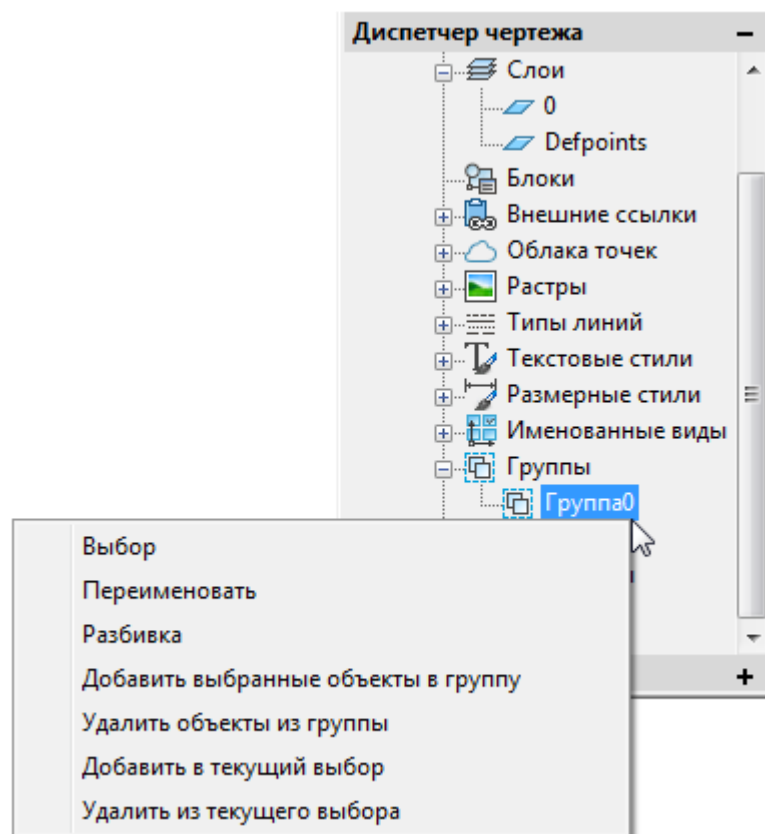 Диспетчер чертежа
Слои
0
Defpoints
Блоки
Внешние ссылки
Облака точек
Растры
Типы линий
Текстовые стили
Размерные стили
Именованные виды
Группы
Группа0
Выбор
Переименовать
Разбивка
Добавить выбранные объекты в группу
Удалить объекты из группы
Добавить в текущий выбор
Удалить из текущего выбора